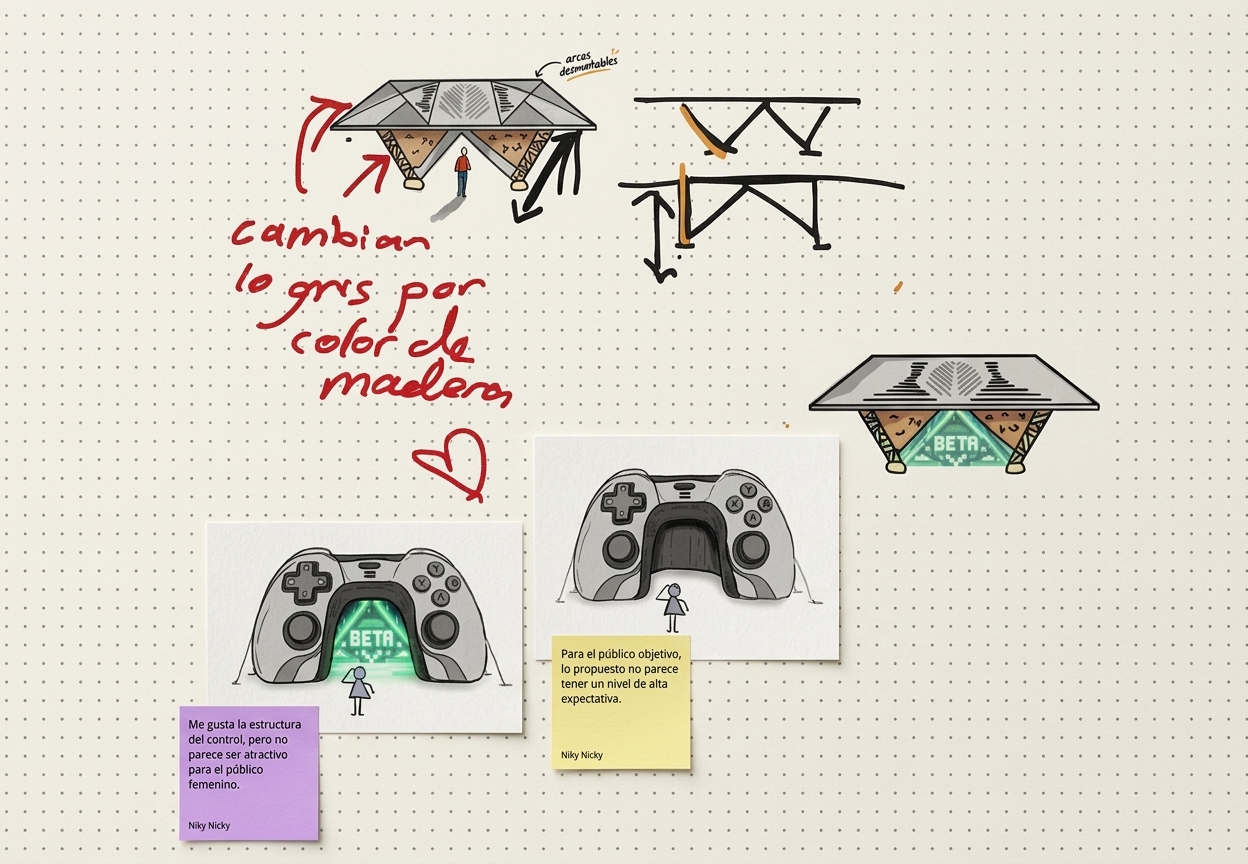 arcas
desmontables
cambian
lo gris por
color de
madera
BETA
Y
Y
B
A
BETA
Y
Y
A
Me gusta la estructura
del control, pero no
parece ser atractivo
para el público
femenino.
Niky Nicky
Para el público objetivo,
lo propuesto no parece
tener un nivel de alta
expectativa.
Niky Nicky